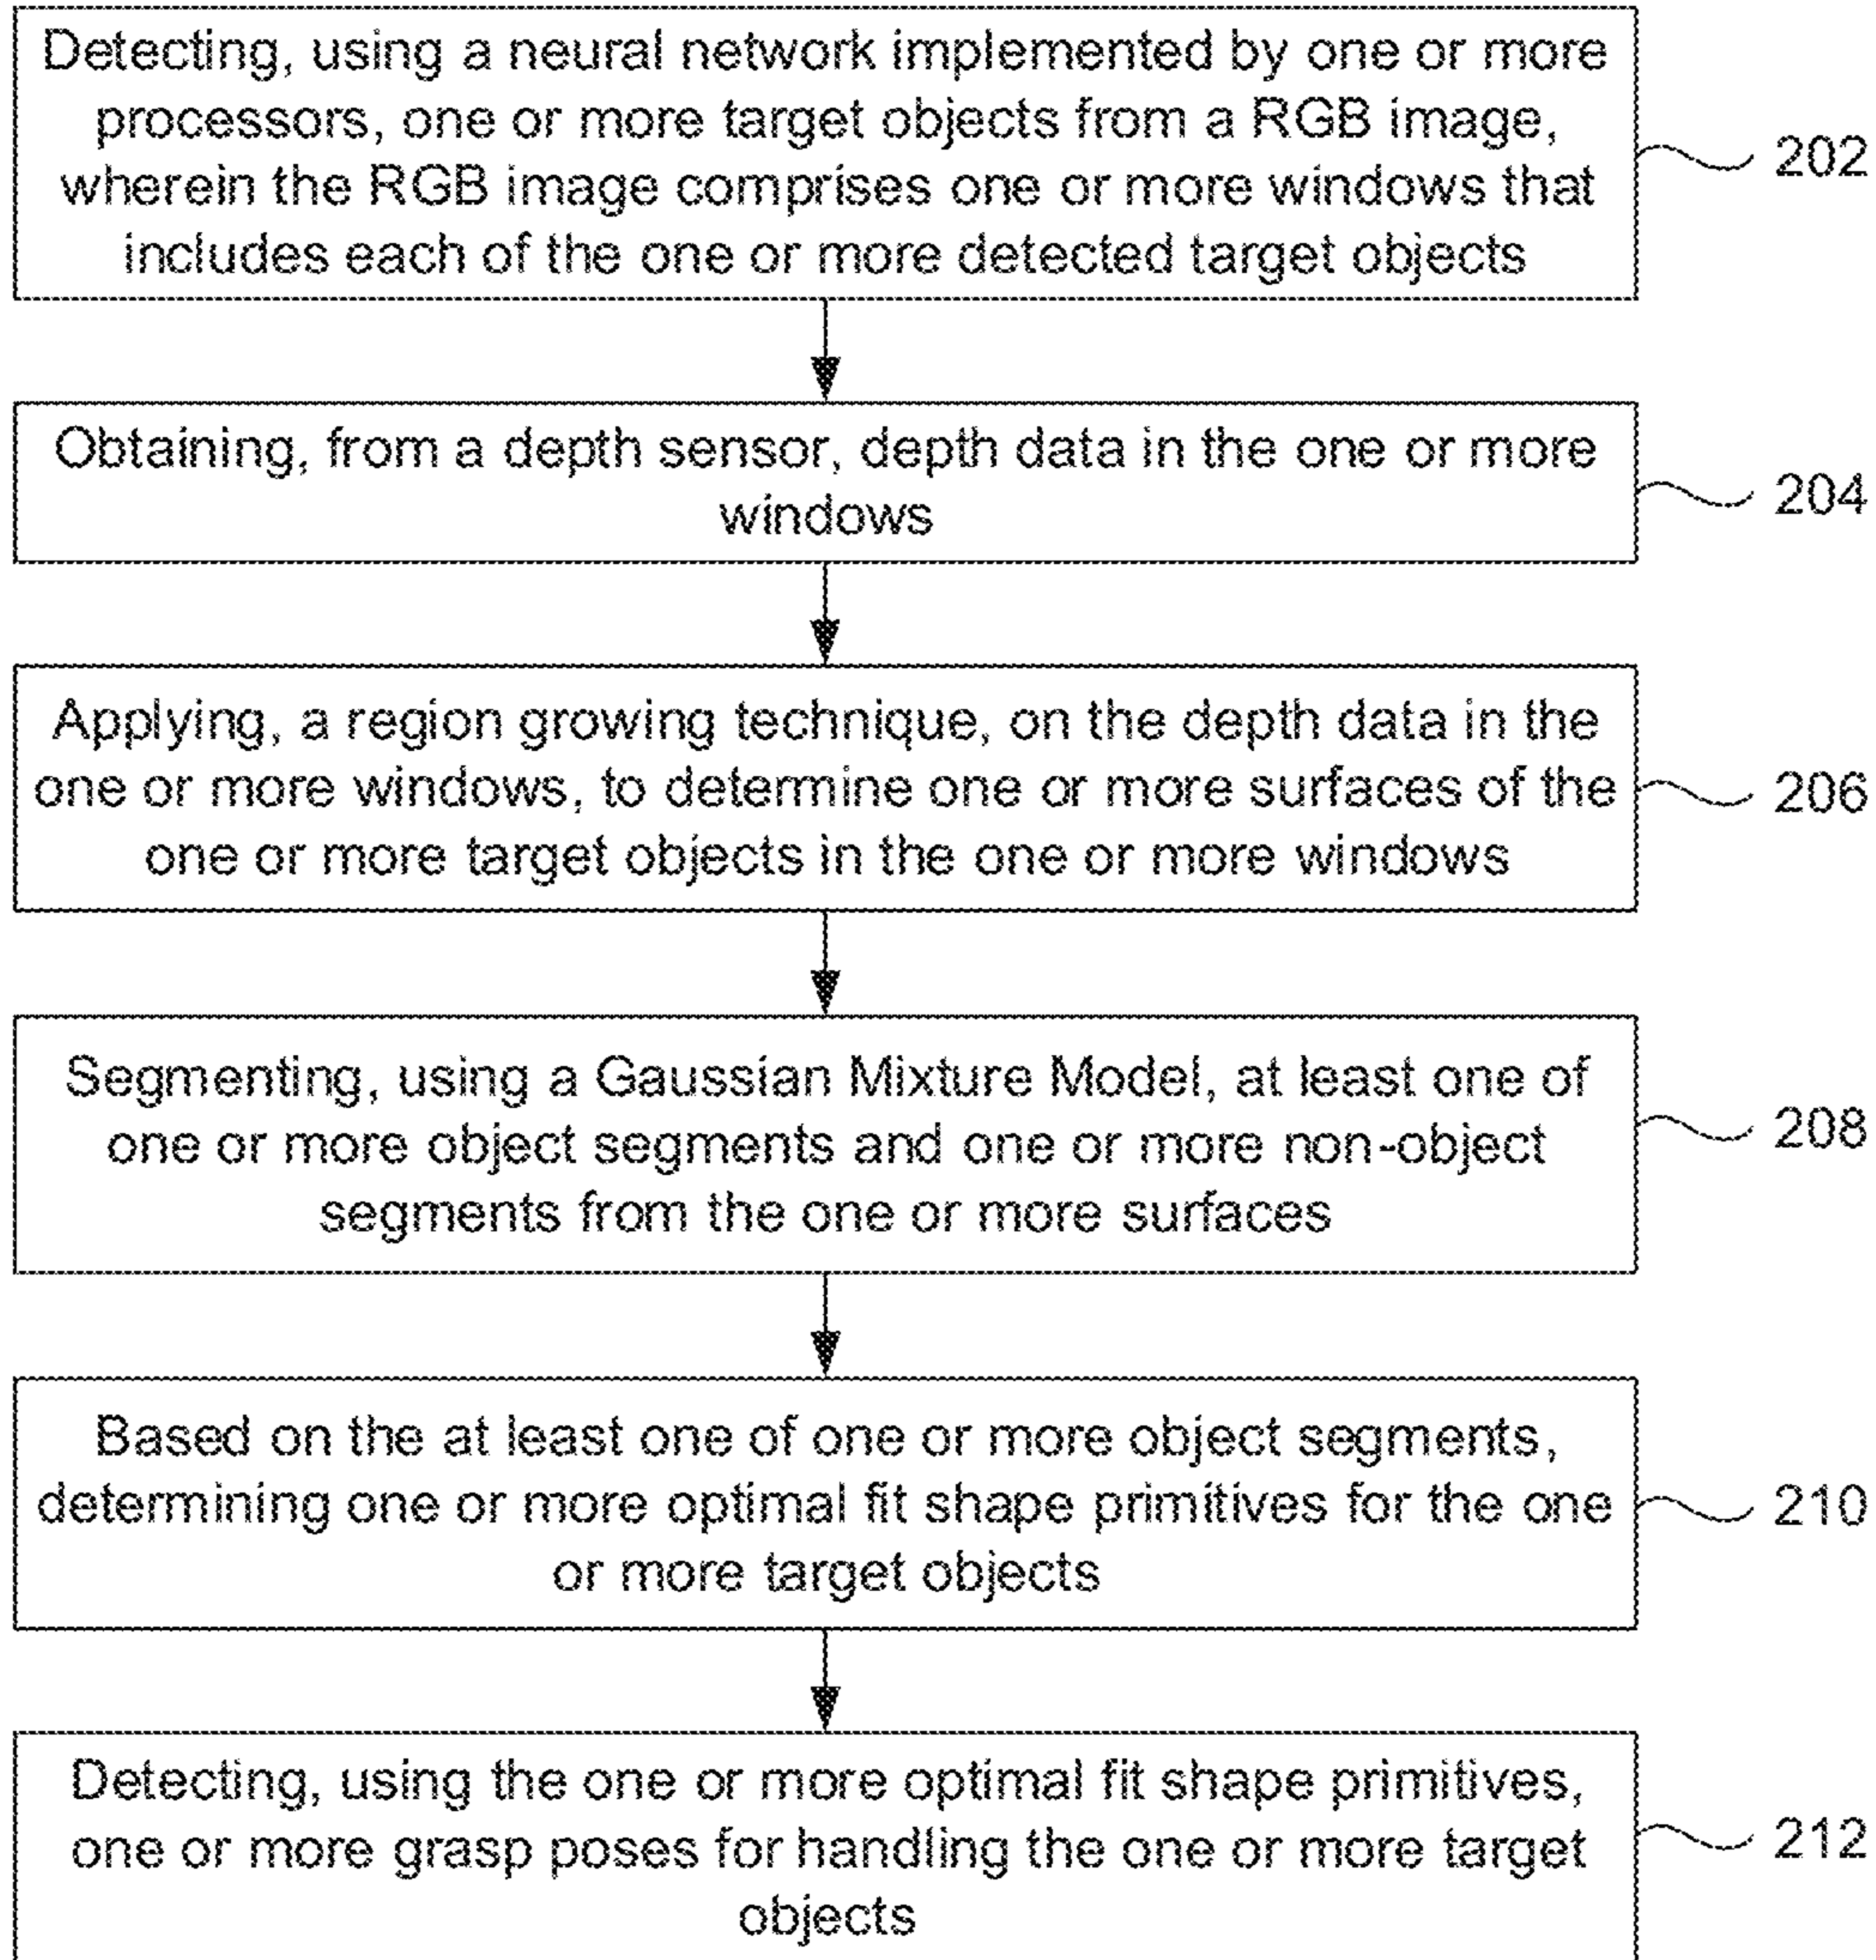 Detecting, using a neural network implemented by one or more
processors, one or more target objects from a RGB image,
wherein the RGB image comprises one or more windows that
includes each of the one or more detected target objects
202
Obtaining, from a depth sensor, depth data in the one or more
windows
204
Applying, a region growing technique, on the depth data in the
one or more windows, to determine one or more surfaces of the
one or more target objects in the one or more windows
206
Segmenting, using a Gaussian Mixture Model, at least one of
one or more object segments and one or more non-object
segments from the one or more surfaces
208
Based on the at least one of one or more object segments,
determining one or more optimal fit shape primitives for the one
or more target objects
210
Detecting, using the one or more optimal fit shape primitives,
one or more grasp poses for handling the one or more target
objects
212